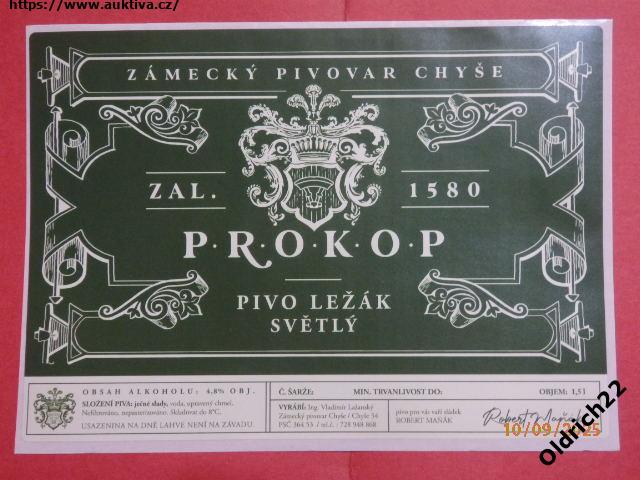 https://www.auktiva.cz/
ZÁMECKÝ PIVOVAR CHYŠE
ZAL. 1580
P·R·O·K·O·P
PIVO LEŽÁK
SVĚTLÝ
OBSAH ALKOHOLU: 4,8% OBJ.
SLOŽENÍ PIVA: ječné slady, voda, upravený chmel.
Nefiltrováno, nepasterizováno. Skladovat do 8°C.
USAZENINA NA DNĚ LAHVE NENÍ NA ZÁVADU.
Č. ŠARŽE: MIN. TRVANLIVOST DO: OBJEM: 1,5 l
VYRÁBÍ: Ing. Vladimír Lažanský
Zámecký pivovar Chyše / Chyše 54
PSČ 364 53 / tel.č. : 728 948 868
pivo pro vás vaří sládek
ROBERT MAŇÁK
Robert Maňák
10/09/2025
Oldrich22